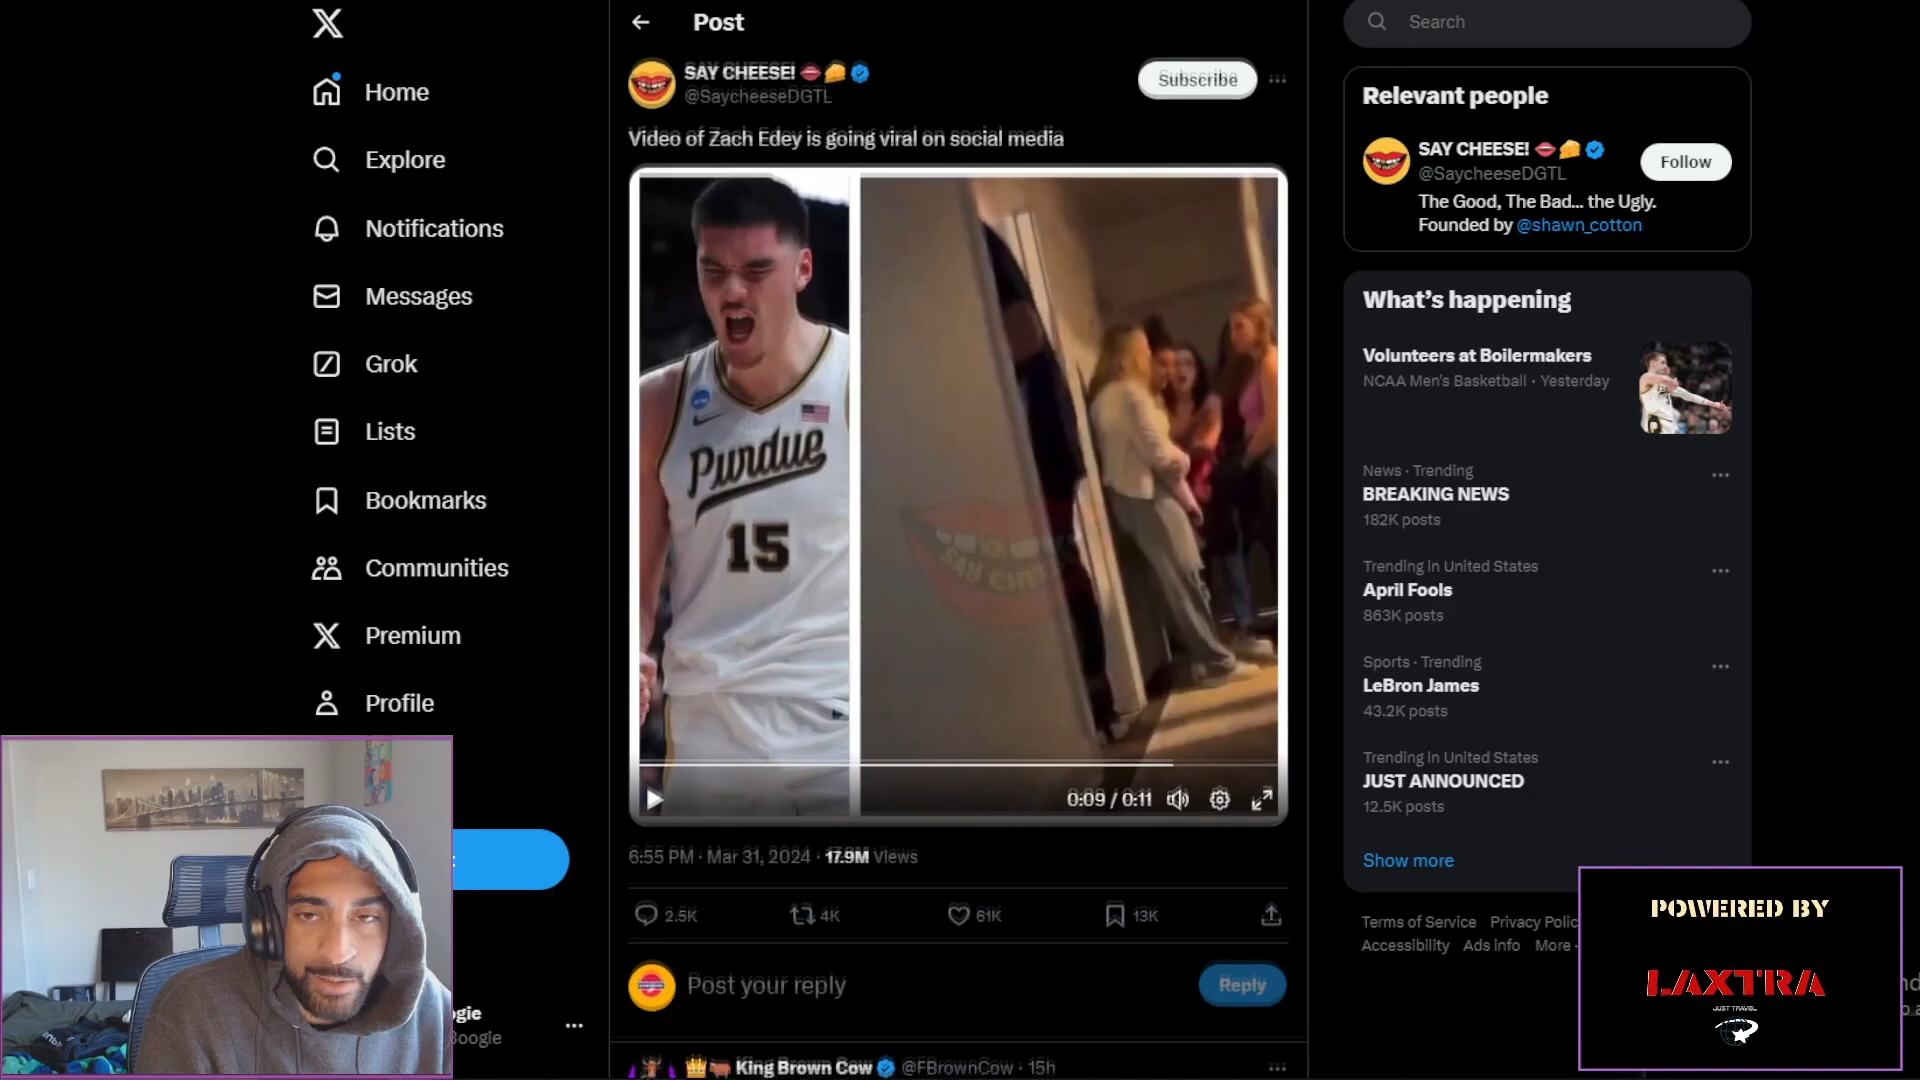 Home
Explore
Notifications
Messages
Grok
Lists
Bookmarks
Communities
Premium
Profile
Post
SAY CHEESE!
@SaycheeseDGTL
Subscribe
Video of Zach Edey is going viral on social media
Purdue
15
0:09 / 0:11
6:55 PM · Mar 31, 2024 · 17.9M Views
2.5K
4K
61K
13K
Post your reply
Reply
King Brown Cow @FBrownCow · 15h
Search
Relevant people
SAY CHEESE!
@SaycheeseDGTL
Follow
The Good, The Bad... the Ugly.
Founded by @shawn_cotton
What's happening
Volunteers at Boilermakers
NCAA Men's Basketball · Yesterday
News · Trending
BREAKING NEWS
182K posts
Trending in United States
April Fools
863K posts
Sports · Trending
LeBron James
43.2K posts
Trending in United States
JUST ANNOUNCED
12.5K posts
Show more
Terms of Service Privacy Polic
Accessibility Ads info More
POWERED BY
LAXTRA
JUST TRAVEL